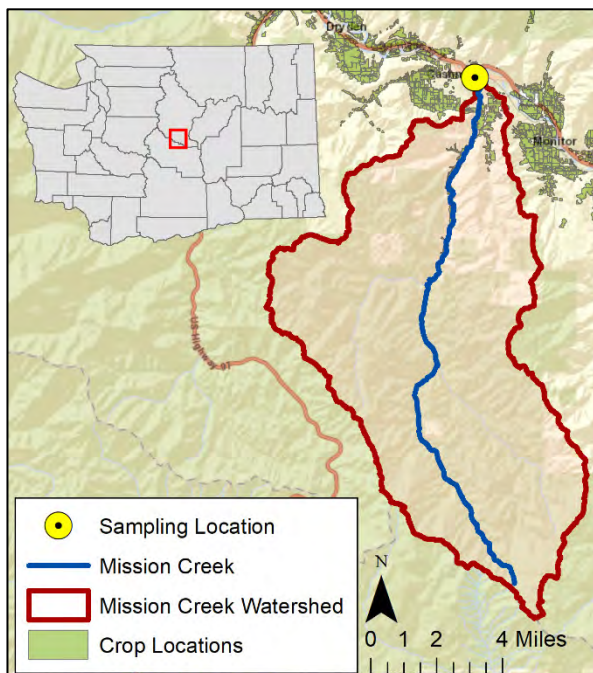 Dryden
Monitor
US Highway 97
Sampling Location
Mission Creek
Mission Creek Watershed
Crop Locations
N
0 1 2 4 Miles